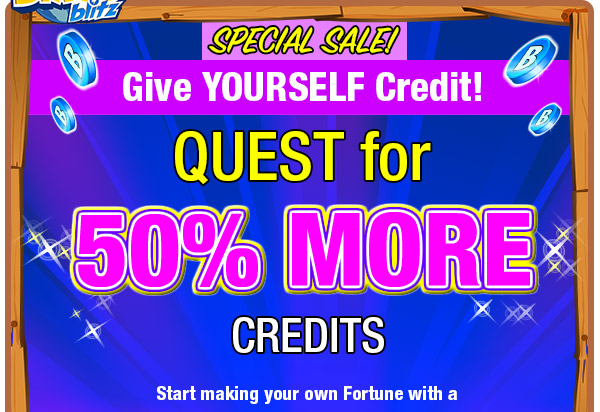 blitz
SPECIAL SALE!
Give YOURSELF Credit!
B
B
B
B
QUEST for
50% MORE
CREDITS
Start making your own Fortune with a